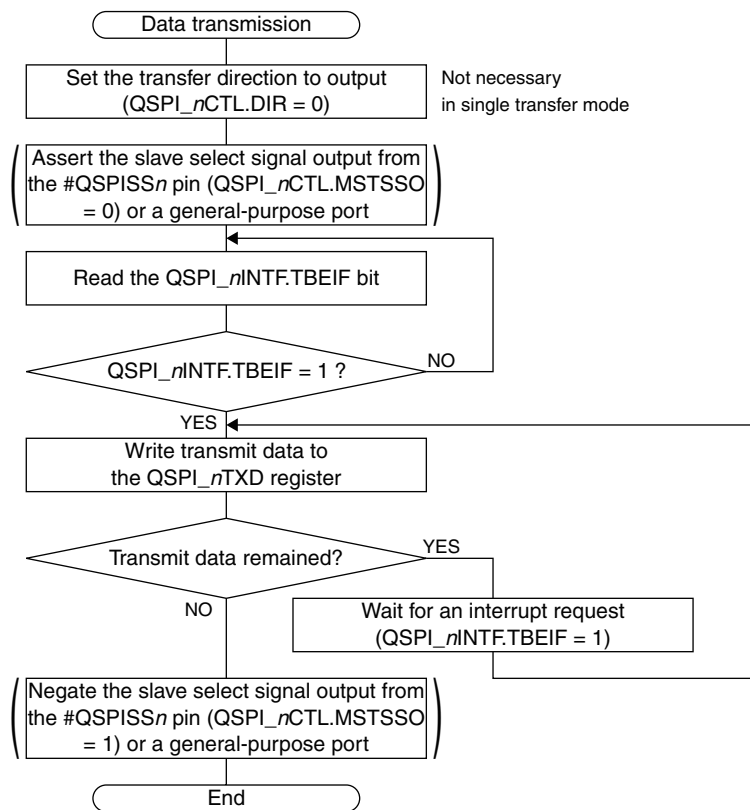 Data transmission
Set the transfer direction to output
(QSPI_nCTL.DIR = 0)
Not necessary
in single transfer mode
Assert the slave select signal output from
the #QSPISSn pin (QSPI_nCTL.MSTSSO
= 0) or a general-purpose port
Read the QSPI_nINTF.TBEIF bit
QSPI_nINTF.TBEIF = 1 ?
NO
YES
Write transmit data to
the QSPI_nTXD register
Transmit data remained?
YES
NO
Wait for an interrupt request
(QSPI_nINTF.TBEIF = 1)
Negate the slave select signal output from
the #QSPISSn pin (QSPI_nCTL.MSTSSO
= 1) or a general-purpose port
End